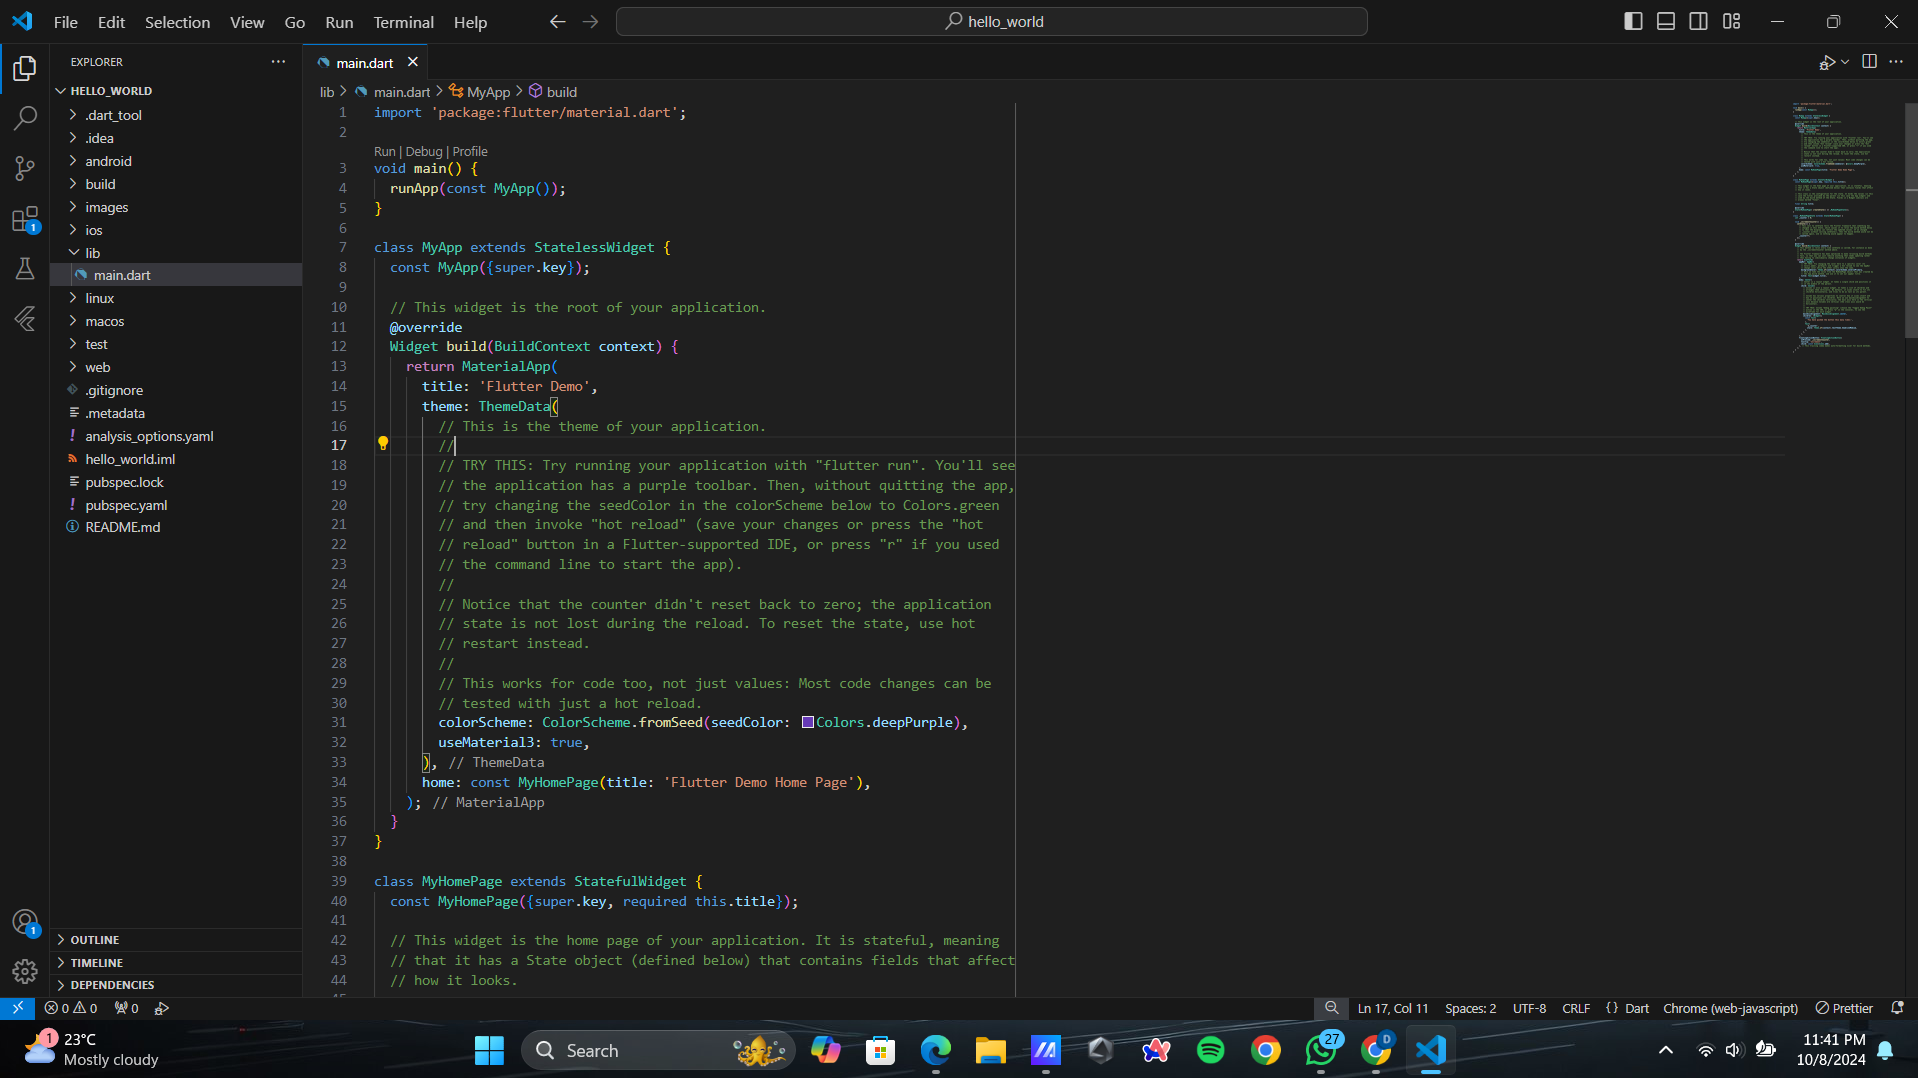 File Edit Selection View Go Run Terminal Help
hello_world
EXPLORER
HELLO_WORLD
.dart_tool
.idea
android
build
images
ios
lib
main.dart
linux
macos
test
web
.gitignore
.metadata
analysis_options.yaml
hello_world.iml
pubspec.lock
pubspec.yaml
README.md
OUTLINE
TIMELINE
DEPENDENCIES
1
1
main.dart
lib > main.dart > MyApp > build
1 import 'package:flutter/material.dart';
2
Run | Debug | Profile
3 void main() {
4 runApp(const MyApp());
5 }
6
7 class MyApp extends StatelessWidget {
8 const MyApp({super.key});
9
10 // This widget is the root of your application.
11 @override
12 Widget build(BuildContext context) {
13 return MaterialApp(
14 title: 'Flutter Demo',
15 theme: ThemeData(
16 // This is the theme of your application.
17 //
18 // TRY THIS: Try running your application with "flutter run". You'll see
19 // the application has a purple toolbar. Then, without quitting the app,
20 // try changing the seedColor in the colorScheme below to Colors.green
21 // and then invoke "hot reload" (save your changes or press the "hot
22 // reload" button in a Flutter-supported IDE, or press "r" if you used
23 // the command line to start the app).
24 //
25 // Notice that the counter didn't reset back to zero; the application
26 // state is not lost during the reload. To reset the state, use hot
27 // restart instead.
28 //
29 // This works for code too, not just values: Most code changes can be
30 // tested with just a hot reload.
31 colorScheme: ColorScheme.fromSeed(seedColor: Colors.deepPurple),
32 useMaterial3: true,
33 ), // ThemeData
34 home: const MyHomePage(title: 'Flutter Demo Home Page'),
35 ); // MaterialApp
36 }
37 }
38
39 class MyHomePage extends StatefulWidget {
40 const MyHomePage({super.key, required this.title});
41
42 // This widget is the home page of your application. It is stateful, meaning
43 // that it has a State object (defined below) that contains fields that affect
44 // how it looks.
0 0 0
Ln 17, Col 11 Spaces: 2 UTF-8 CRLF {} Dart Chrome (web-javascript) Prettier
1
23°C
Mostly cloudy
Search
27
D
11:41 PM
10/8/2024